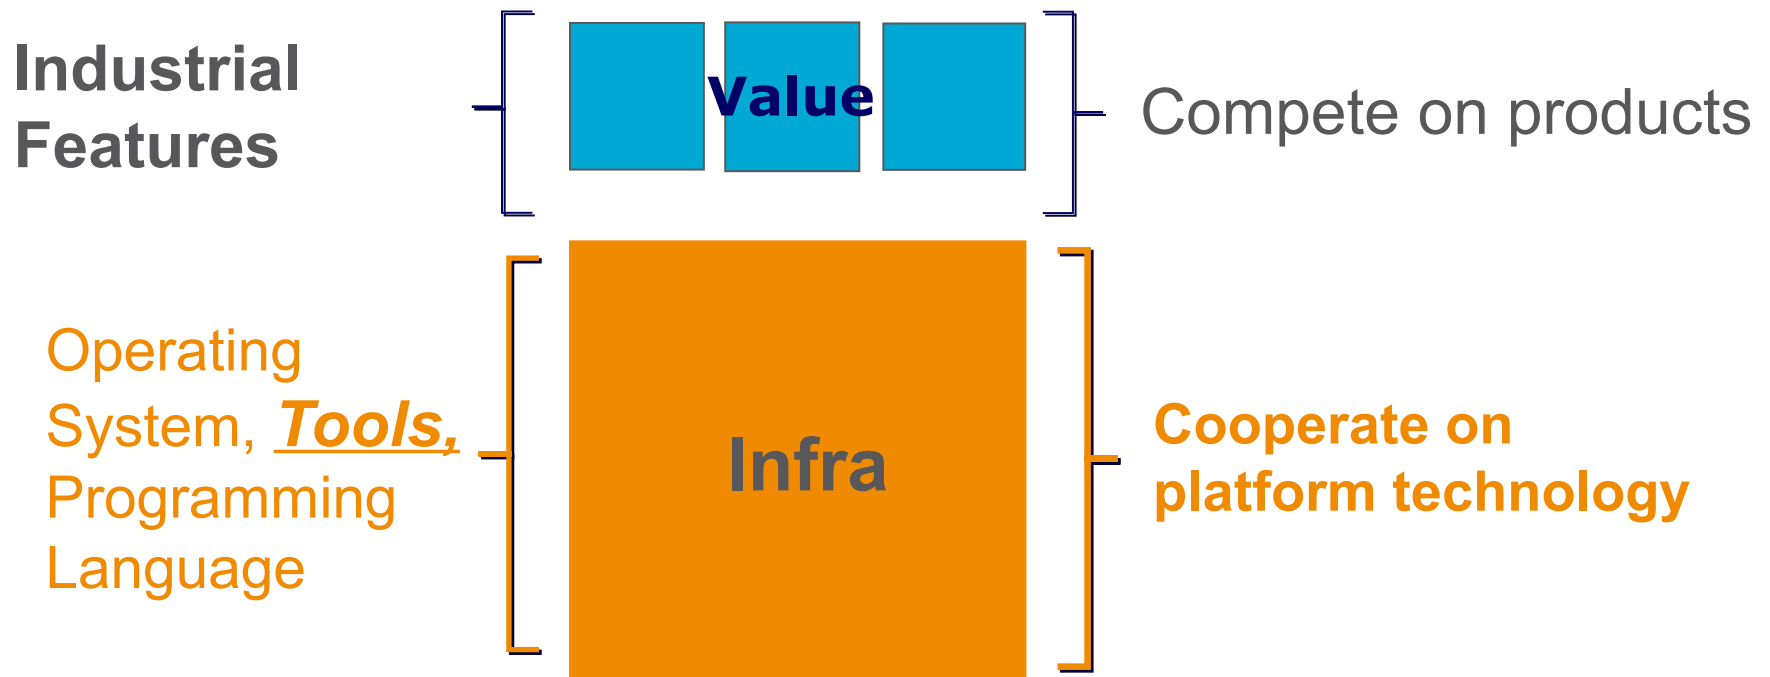 Industrial
Features
Value
Compete on products
Operating
System, Tools,
Programming
Language
Infra
Cooperate on
platform technology